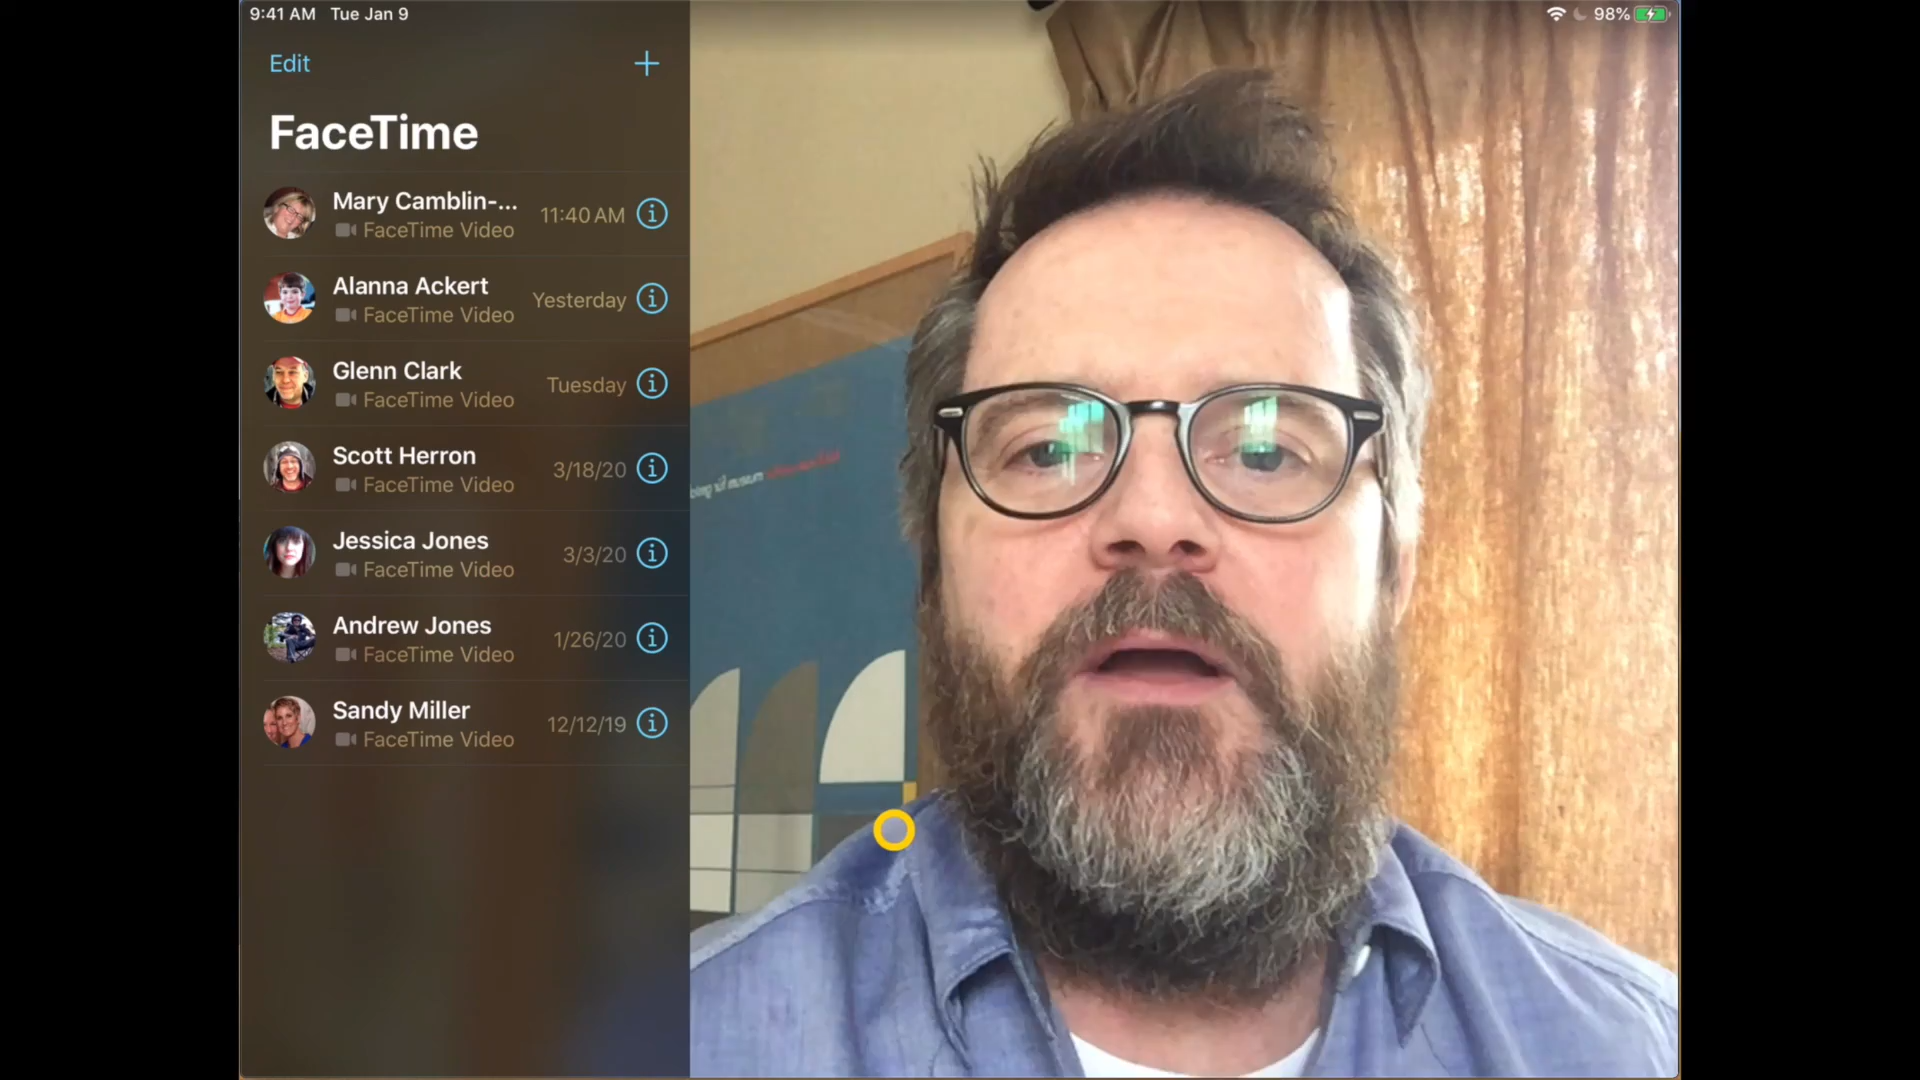 9:41 AM Tue Jan 9
98%
Edit
FaceTime
Mary Camblin-...
FaceTime Video
11:40 AM
Alanna Ackert
FaceTime Video
Yesterday
Glenn Clark
FaceTime Video
Tuesday
Scott Herron
FaceTime Video
3/18/20
Jessica Jones
FaceTime Video
3/3/20
Andrew Jones
FaceTime Video
1/26/20
Sandy Miller
FaceTime Video
12/12/19